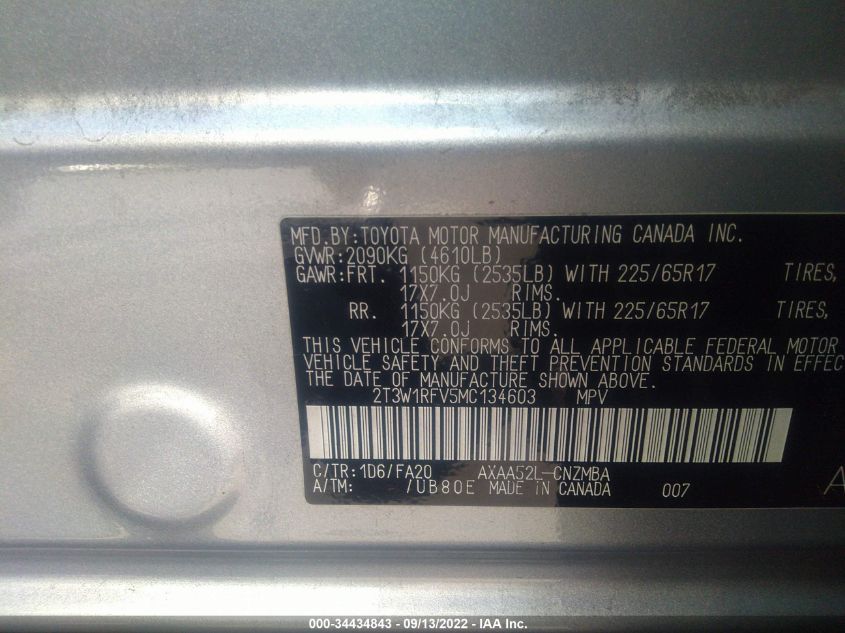 MFD.BY:TOYOTA MOTOR MANUFACTURING CANADA INC.
GVWR:2090KG (4610LB)
GAWR:FRT. 1150KG (2535LB) WITH 225/65R17 TIRES,
17X7.0J RIMS.
RR. 1150KG (2535LB) WITH 225/65R17 TIRES,
17X7.0J RIMS.
THIS VEHICLE CONFORMS TO ALL APPLICABLE FEDERAL MOTOR
VEHICLE SAFETY AND THEFT PREVENTION STANDARDS IN EFFEC
THE DATE OF MANUFACTURE SHOWN ABOVE.
2T3W1RFV5MC134603 MPV
C/TR:1D6/FA20 AXAA52L-CNZMBA
A/TM: /UB80E MADE IN CANADA 007 A
000-34434843 - 09/13/2022 - IAAI.com